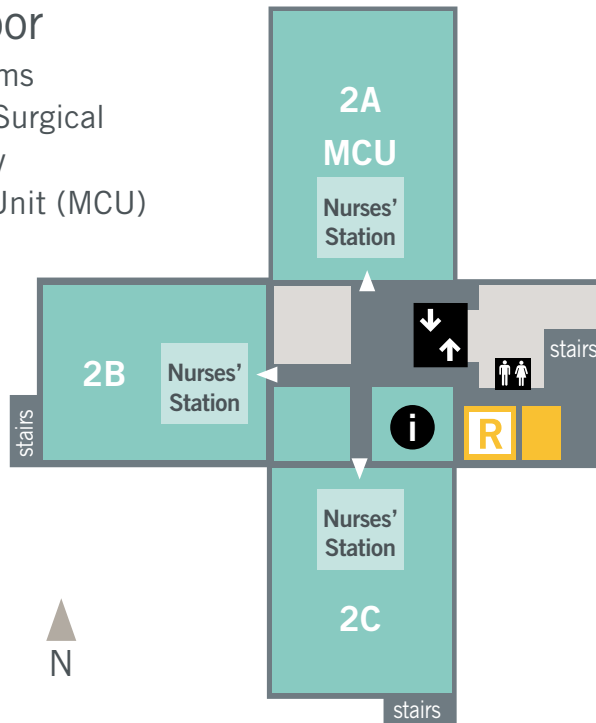 oor
ms
Surgical
y
Unit (MCU)
2A
MCU
Nurses'
Station
2B
Nurses'
Station
stairs
stairs
i
R
Nurses'
Station
2C
N
stairs